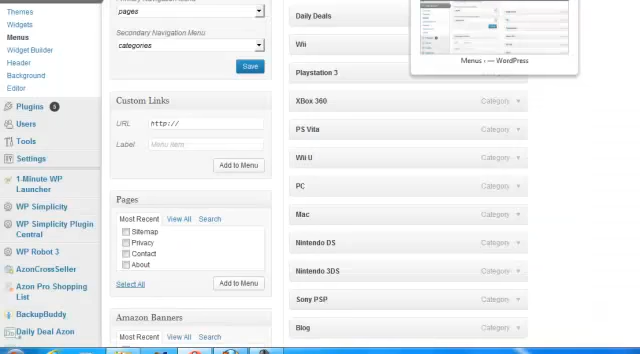 Themes
Widgets
Menus
Widget Builder
Header
Background
Editor
Plugins
Users
Tools
Settings
1-Minute WP
Launcher
WP Simplicity
WP Simplicity Plugin
Central
WP Robot 3
AzonCrossSeller
Azon Pro Shopping
List
BackupBuddy
Daily Deal Azon
pages
Secondary Navigation Menu
categories
Save
Custom Links
URL http://
Label Menu Item
Add to Menu
Pages
Most Recent View All Search
Sitemap
Privacy
Contact
About
Select All Add to Menu
Amazon Banners
Most Recent View All Search
Daily Deals
Wii
Playstation 3
XBox 360 Category
PS Vita Category
Wii U Category
PC Category
Mac Category
Nintendo DS Category
Nintendo 3DS Category
Sony PSP Category
Blog Category
Menus ‹ — WordPress